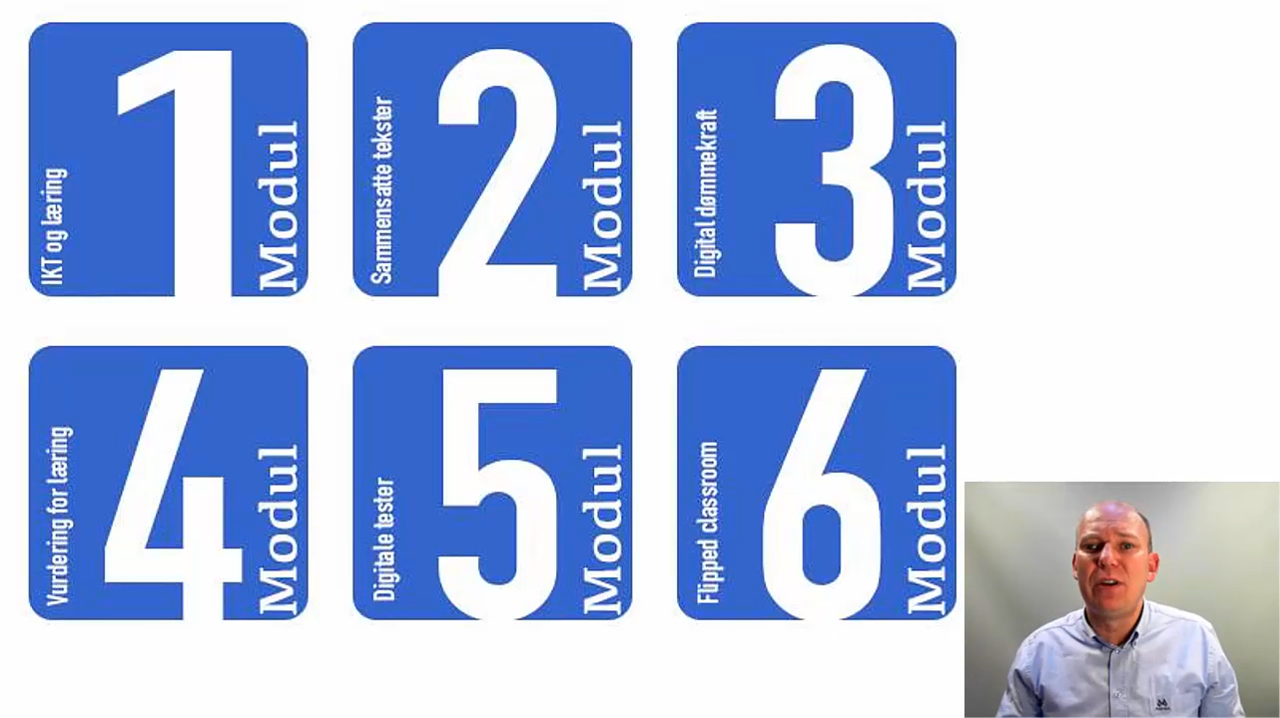 IKT og læring
1
Modul
Sammensatte tekster
2
Modul
Digital dømmekraft
3
Modul
Vurdering for læring
4
Modul
Digitale tester
5
Modul
Flipped classroom
6
Modul